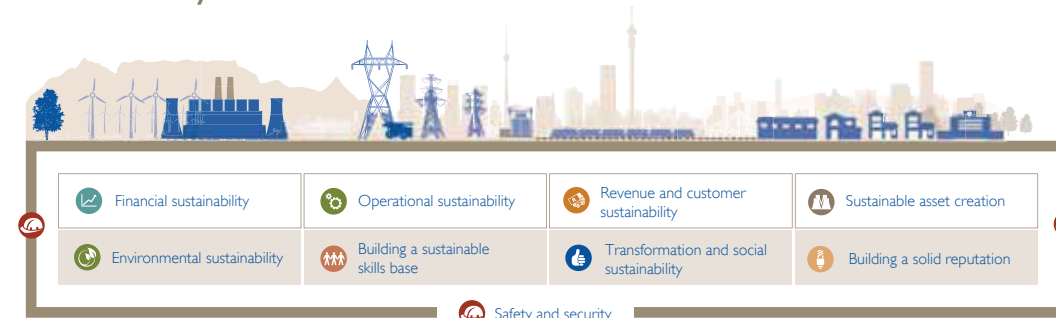 Financial sustainability
Operational sustainability
Revenue and customer
sustainability
Sustainable asset creation
Environmental sustainability
Building a sustainable
skills base
Transformation and social
sustainability
Building a solid reputation
Safety and security